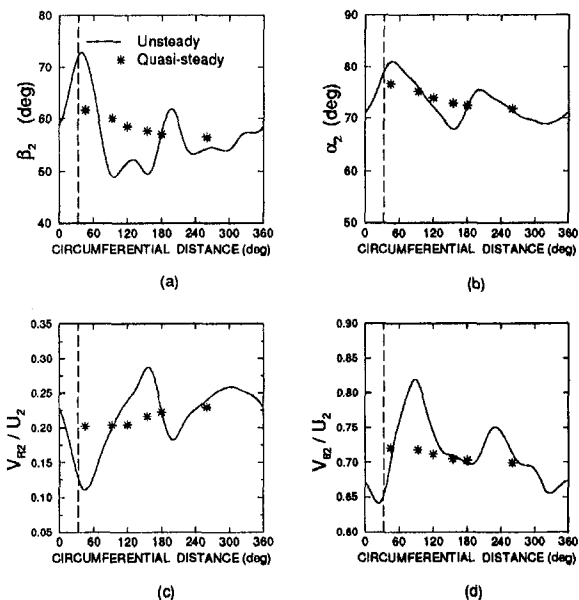 80
70
60
50
40
β₂ (deg)
Unsteady
Quasi-steady
0 60 120 180 240 300 360
CIRCUMFERENTIAL DISTANCE (deg)
(a)
90
80
70
60
50
α₂ (deg)
0 60 120 180 240 300 360
CIRCUMFERENTIAL DISTANCE (deg)
(b)
0.35
0.30
0.25
0.20
0.15
0.10
0.05
V_R2 / U₂
0 60 120 180 240 300 360
CIRCUMFERENTIAL DISTANCE (deg)
(c)
0.90
0.85
0.80
0.75
0.70
0.65
0.60
V_θ2 / U₂
0 60 120 180 240 300 360
CIRCUMFERENTIAL DISTANCE (deg)
(d)